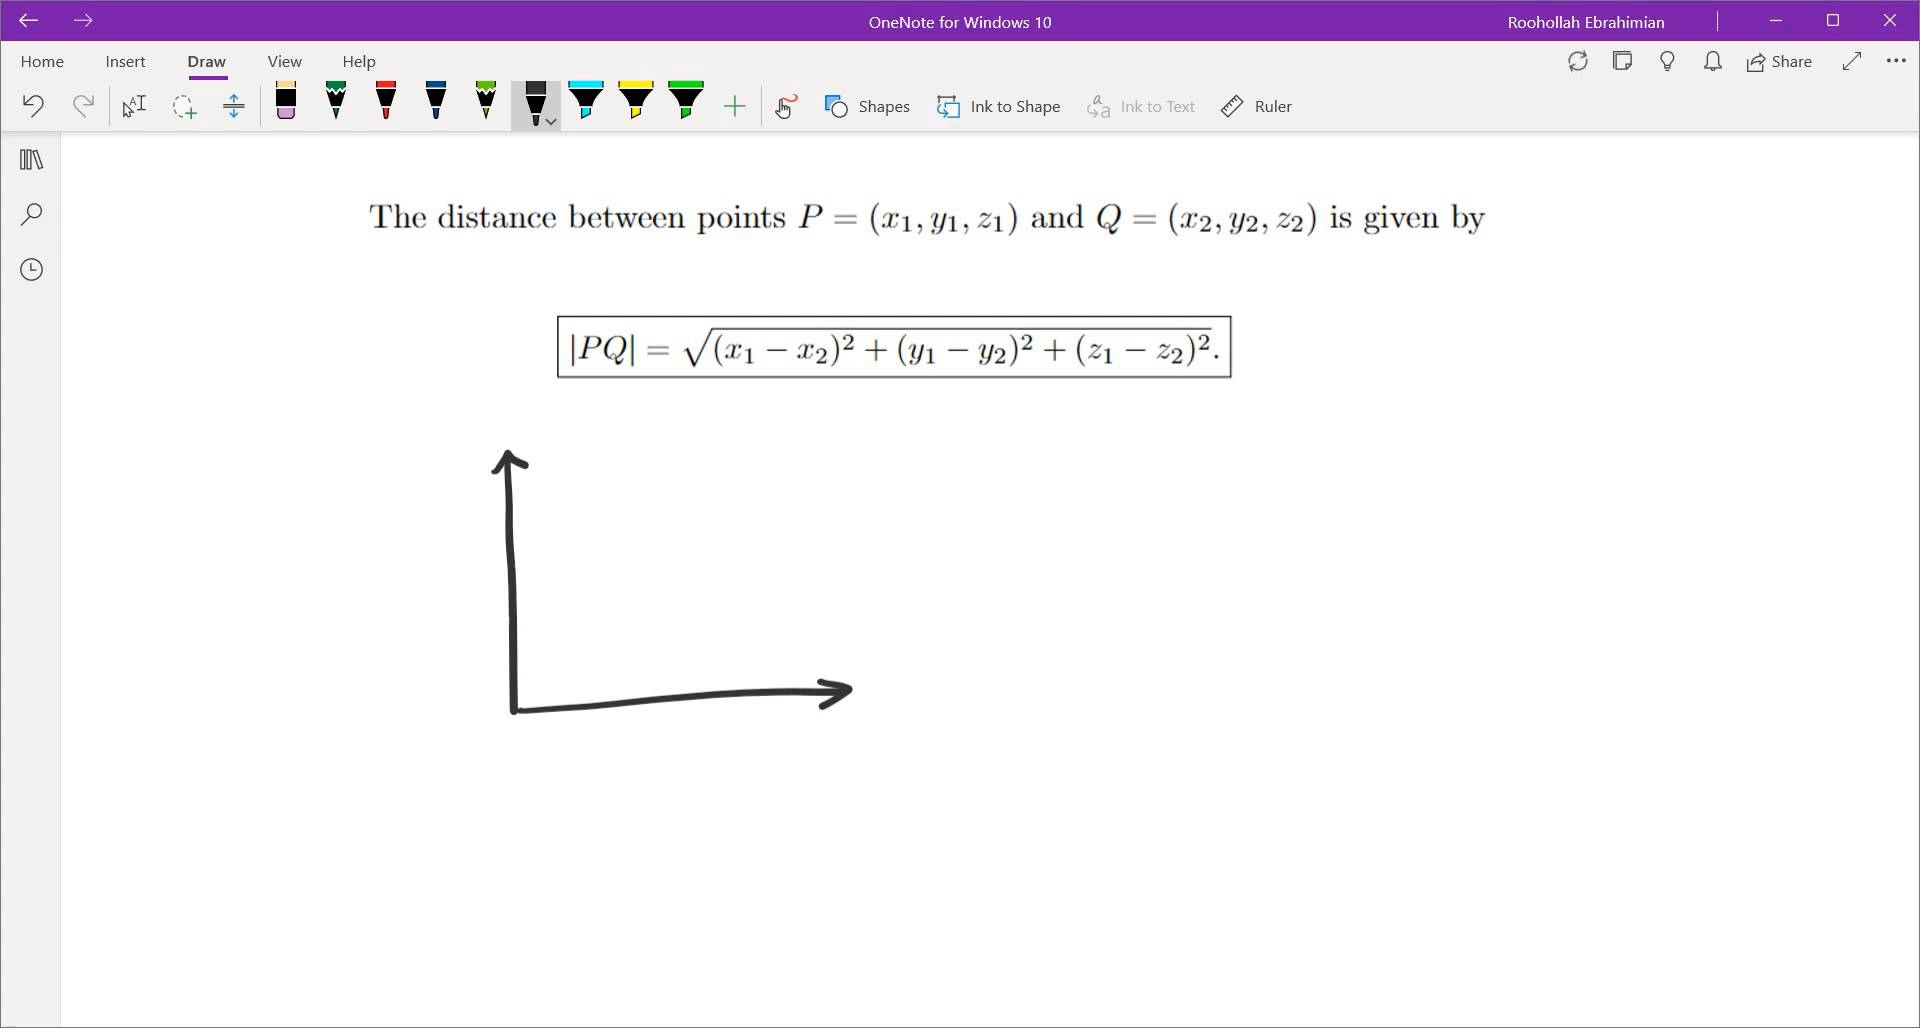 OneNote for Windows 10
Roohollah Ebrahimian
Home Insert Draw View Help
Share
Shapes Ink to Shape Ink to Text Ruler
The distance between points P = (x₁, y₁, z₁) and Q = (x₂, y₂, z₂) is given by
|PQ| = √((x₁ − x₂)² + (y₁ − y₂)² + (z₁ − z₂)²).